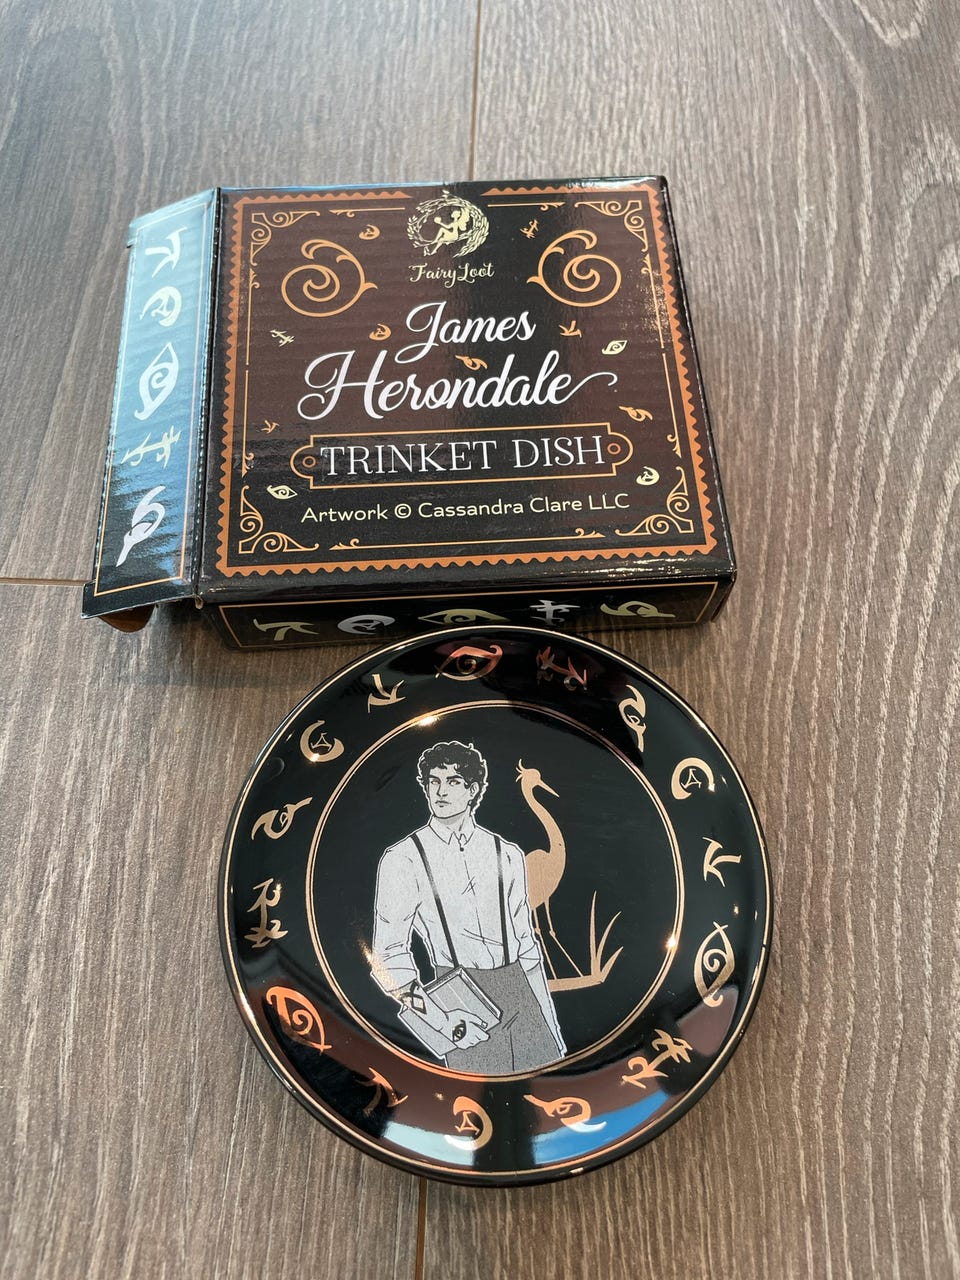 FairyLoot
James
Herondale
TRINKET DISH
Artwork © Cassandra Clare LLC